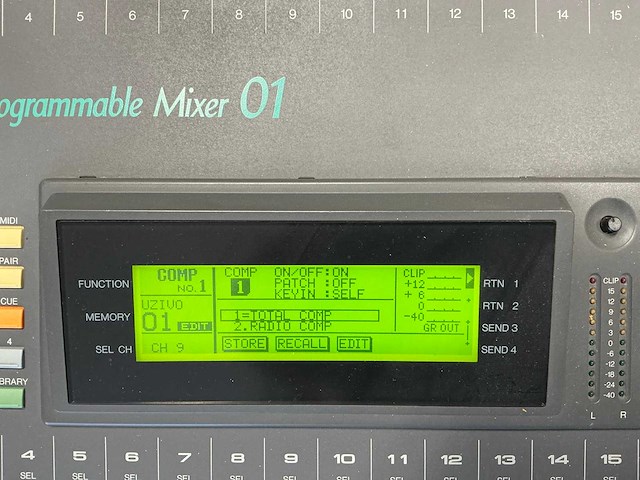 4 5 6 7 8 9 10 11 12 13 14 15
ogrammable Mixer 01
MIDI
PAIR
CUE
4
BRARY
FUNCTION
MEMORY
SEL CH
COMP
NO.1
UZIVO
01 EDIT
CH 9
COMP
1
ON/OFF:ON
PATCH :OFF
KEYIN :SELF
1=TOTAL COMP
2.RADIO COMP
STORE RECALL EDIT
CLIP
+12
+ 6
0
-40
GR OUT
RTN 1
RTN 2
SEND 3
SEND 4
CLIP
15
12
9
6
3
0
-6
-12
-18
-24
-40
L R
4 5 6 7 8 9 10 11 12 13 14 15
SEL SEL SEL SEL SEL SEL SEL SEL SEL SEL SEL SEL